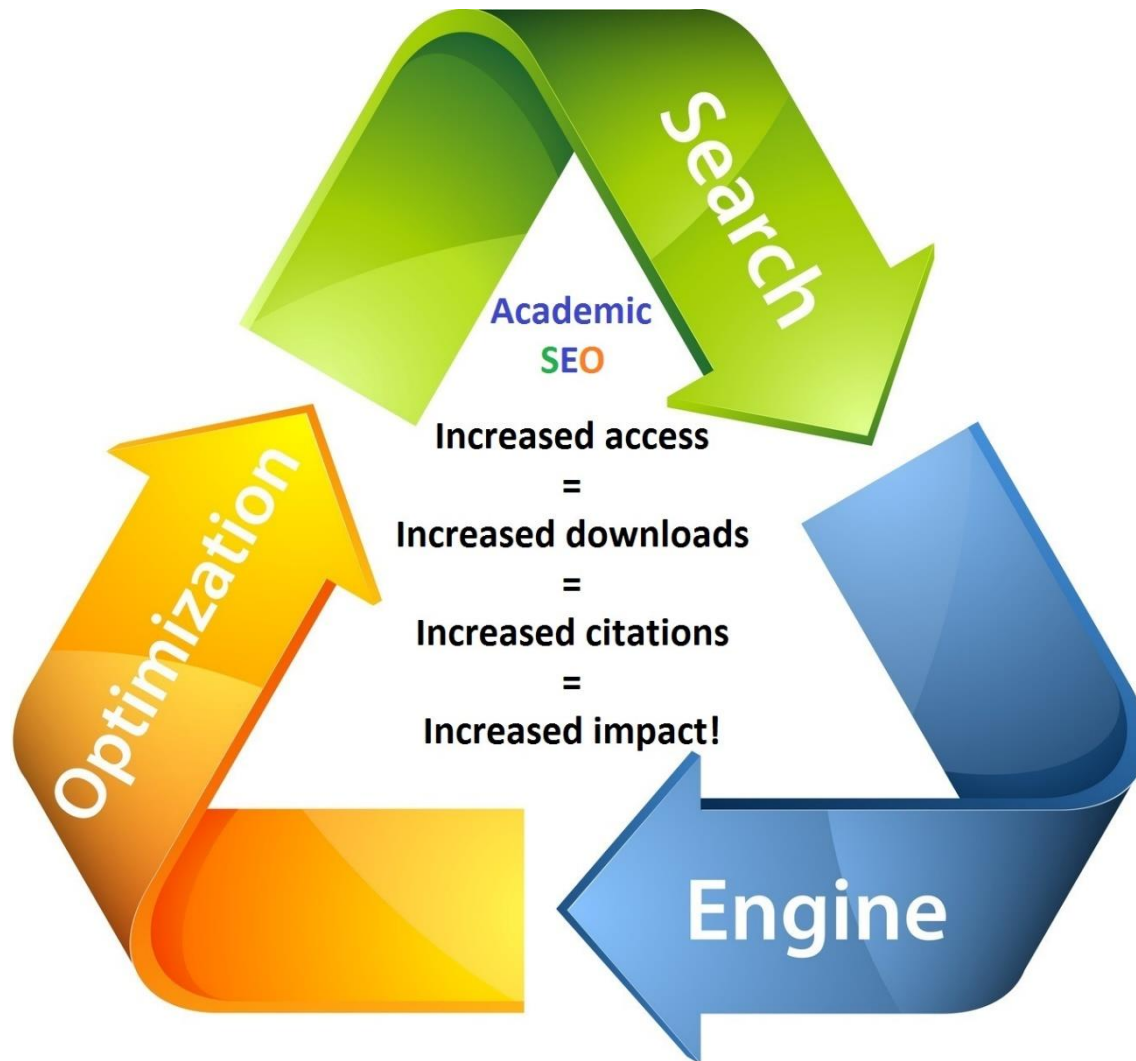 Search
Academic
SEO
Increased access
=
Increased downloads
=
Increased citations
=
Increased impact!
Optimization
Engine